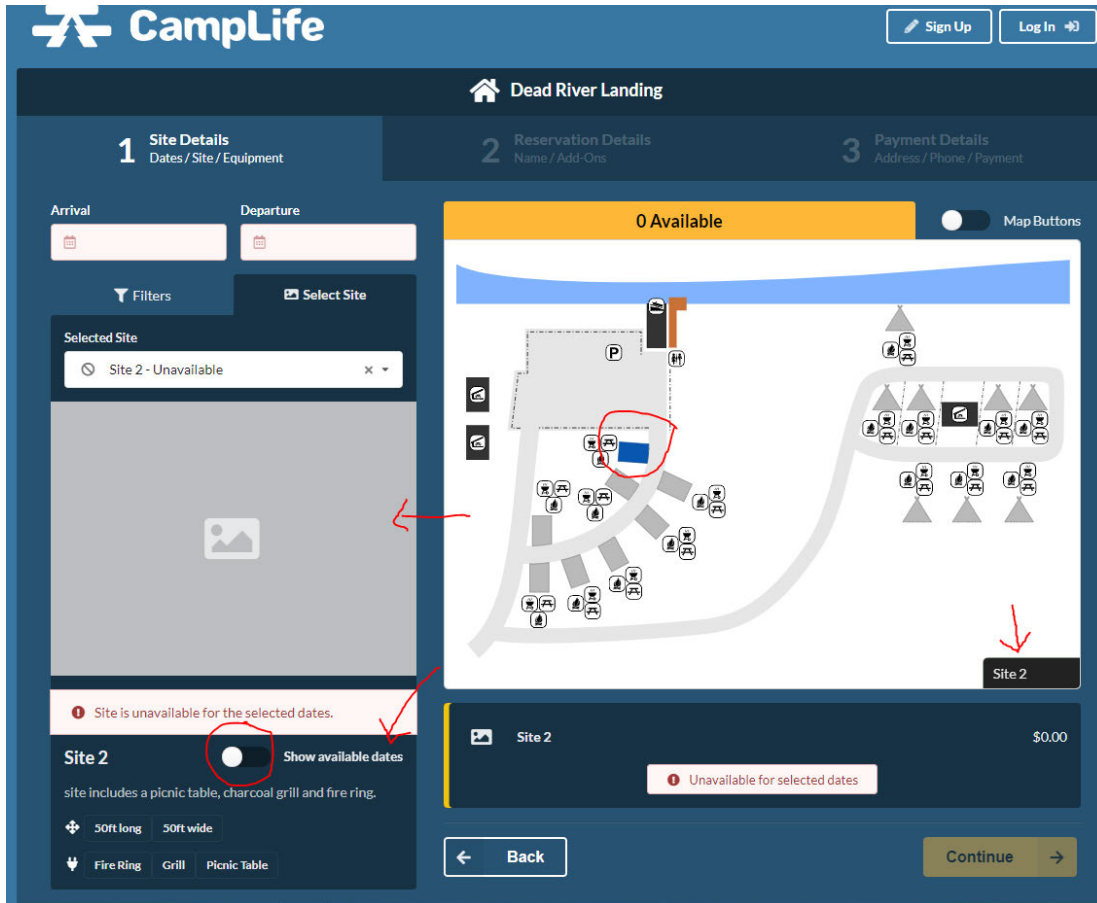 CampLife
Sign Up
Log In
Dead River Landing
1 Site Details
Dates / Site / Equipment
2 Reservation Details
Name / Add-Ons
3 Payment Details
Address / Phone / Payment
Arrival
Departure
Filters
Select Site
Selected Site
Site 2 - Unavailable
Site is unavailable for the selected dates.
Site 2
Show available dates
site includes a picnic table, charcoal grill and fire ring.
50ft long 50ft wide
Fire Ring Grill Picnic Table
0 Available
Map Buttons
P
Site 2
Site 2 $0.00
Unavailable for selected dates
Back
Continue